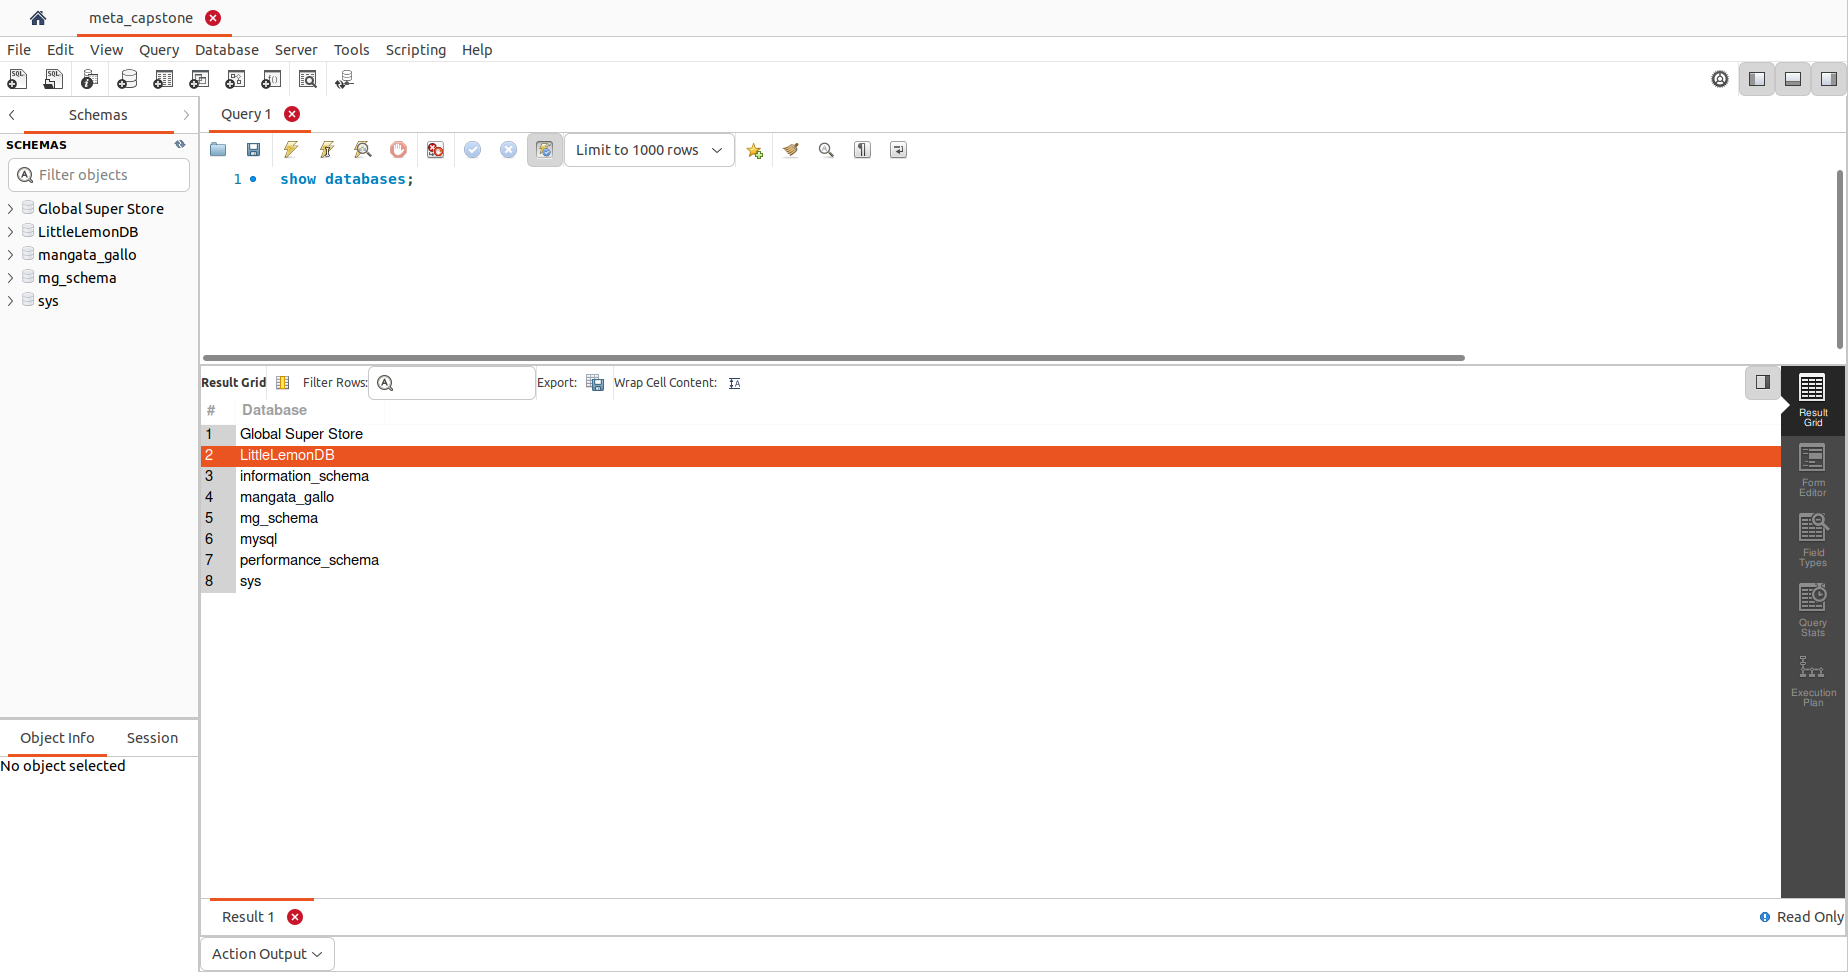 meta_capstone
File Edit View Query Database Server Tools Scripting Help
Schemas
SCHEMAS
Filter objects
Global Super Store
LittleLemonDB
mangata_gallo
mg_schema
sys
Object Info Session
No object selected
Query 1
Limit to 1000 rows
1 show databases;
Result Grid Filter Rows: Export: Wrap Cell Content:
# Database
1 Global Super Store
2 LittleLemonDB
3 information_schema
4 mangata_gallo
5 mg_schema
6 mysql
7 performance_schema
8 sys
Result
Grid
Form
Editor
Field
Types
Query
Stats
Execution
Plan
Result 1
Read Only
Action Output